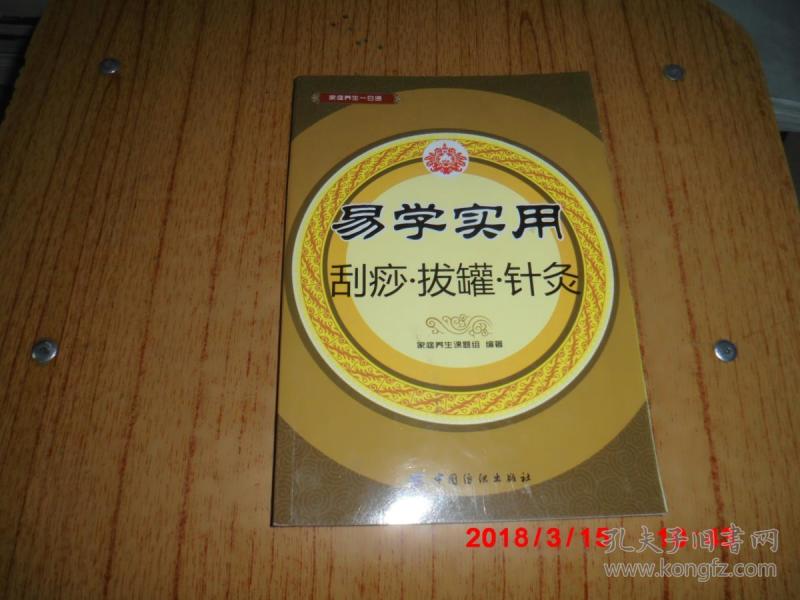 家庭养生一日通
易学实用
刮痧·拔罐·针灸
家庭养生课题组 编著
中国纺织出版社
2018/3/15
孔夫子旧书网
www.kongfz.com